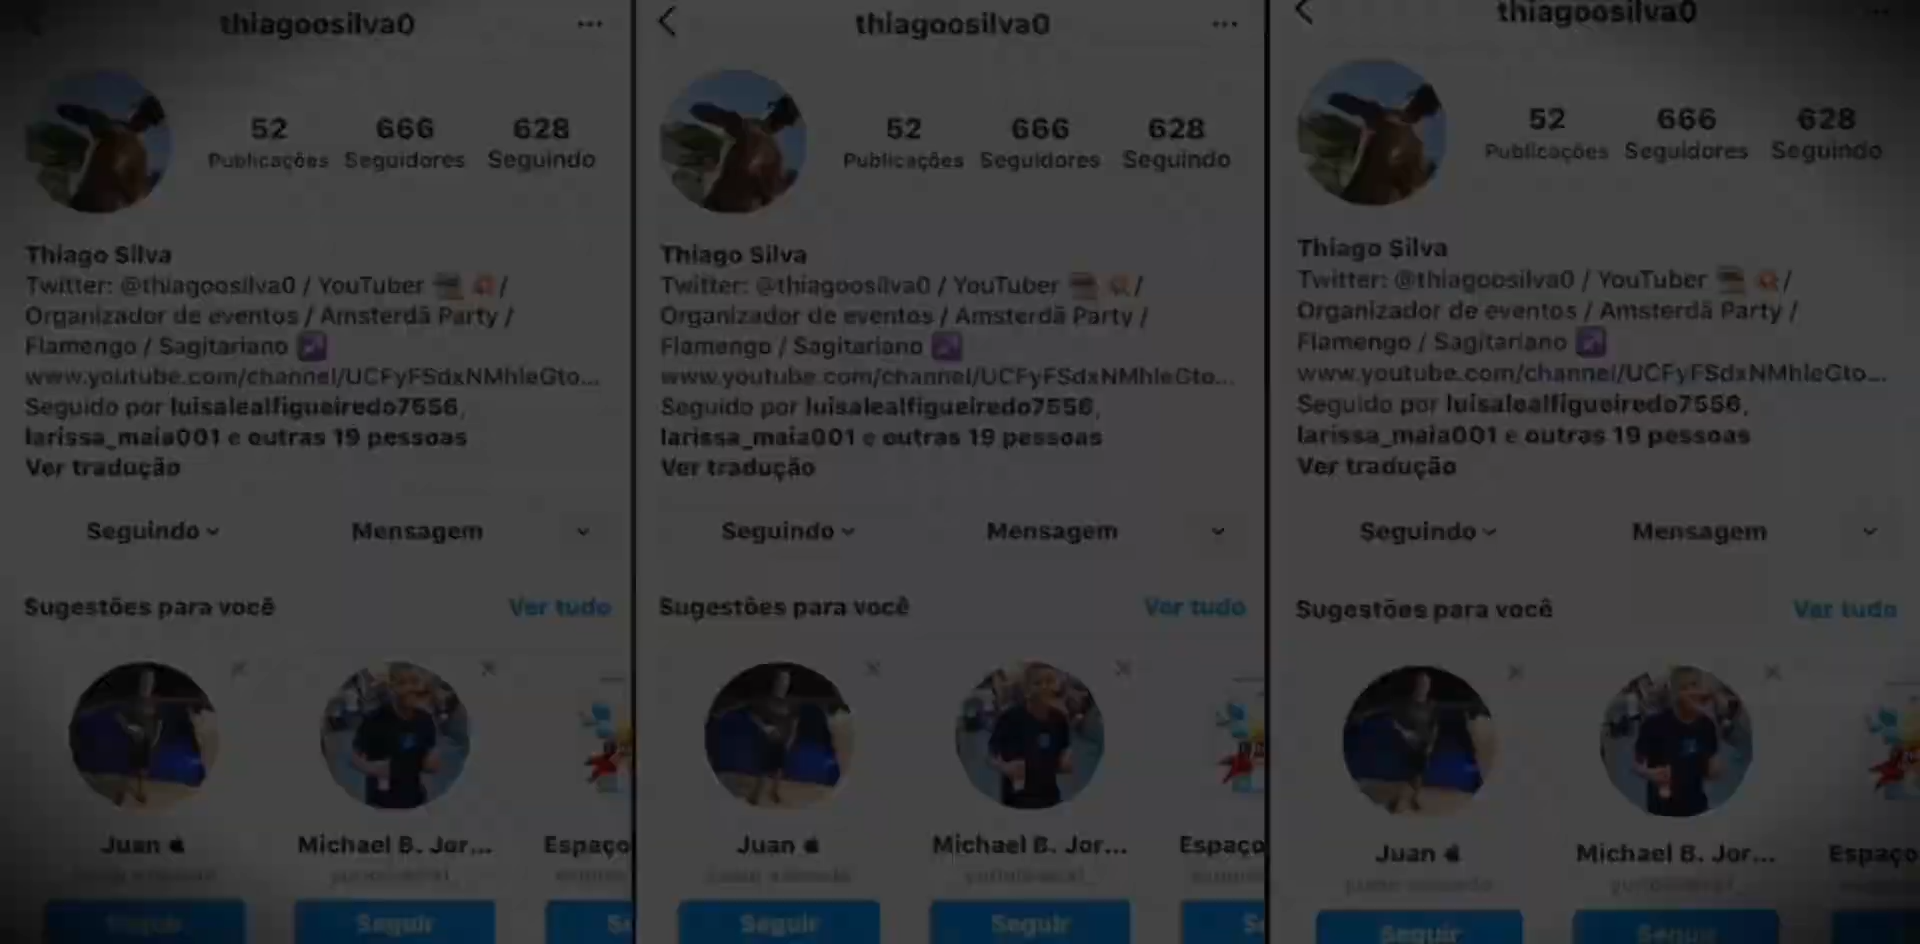 thiagoosilva0
52 666 628
Publicações Seguidores Seguindo
Thiago Silva
Twitter: @thiagoosilva0 / YouTuber /
Organizador de eventos / Amsterdã Party /
Flamengo / Sagitariano
www.youtube.com/channel/UCFyFSdxNMhleGto...
Seguido por luisalealfigueiredo7556,
larissa_maia001 e outras 19 pessoas
Ver tradução
Seguindo Mensagem
Sugestões para você Ver tudo
Juan Michael B. Jor... Espaço
Seguir Seguir
thiagoosilva0
52 666 628
Publicações Seguidores Seguindo
Thiago Silva
Twitter: @thiagoosilva0 / YouTuber /
Organizador de eventos / Amsterdã Party /
Flamengo / Sagitariano
www.youtube.com/channel/UCFyFSdxNMhleGto...
Seguido por luisalealfigueiredo7556,
larissa_maia001 e outras 19 pessoas
Ver tradução
Seguindo Mensagem
Sugestões para você Ver tudo
Juan Michael B. Jor... Espaço
Seguir Seguir
thiagoosilva0
52 666 628
Publicações Seguidores Seguindo
Thiago Silva
Twitter: @thiagoosilva0 / YouTuber /
Organizador de eventos / Amsterdã Party /
Flamengo / Sagitariano
www.youtube.com/channel/UCFyFSdxNMhleGto...
Seguido por luisalealfigueiredo7556,
larissa_maia001 e outras 19 pessoas
Ver tradução
Seguindo Mensagem
Sugestões para você Ver tudo
Juan Michael B. Jor... Espaço
Seguir Seguir